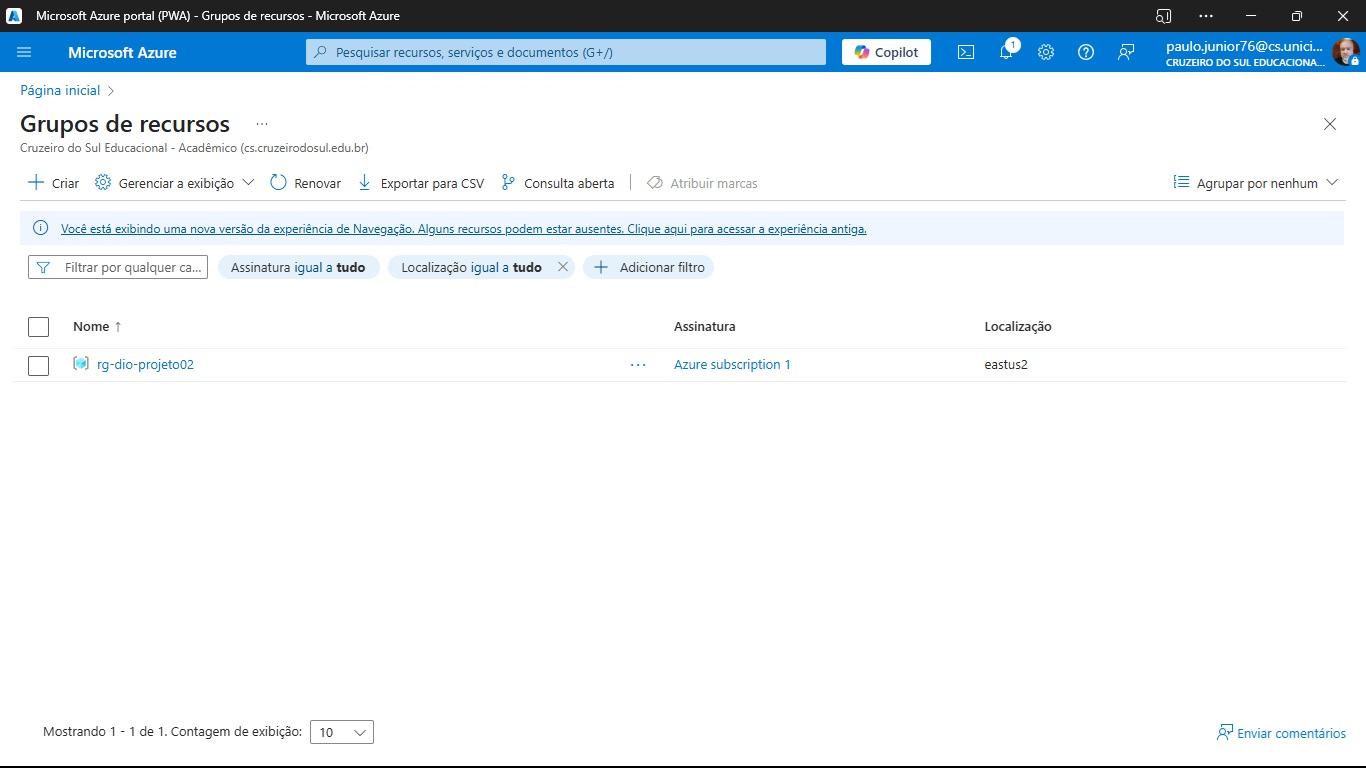 Microsoft Azure portal (PWA) - Grupos de recursos - Microsoft Azure
Microsoft Azure
Pesquisar recursos, serviços e documentos (G+/)
Copilot
1
paulo.junior76@cs.unici...
CRUZEIRO DO SUL EDUCACIONA...
Página inicial
Grupos de recursos
Cruzeiro do Sul Educacional - Acadêmico (cs.cruzeirodosul.edu.br)
Criar
Gerenciar a exibição
Renovar
Exportar para CSV
Consulta aberta
Atribuir marcas
Agrupar por nenhum
Você está exibindo uma nova versão da experiência de Navegação. Alguns recursos podem estar ausentes. Clique aqui para acessar a experiência antiga.
Filtrar por qualquer ca...
Assinatura igual a tudo
Localização igual a tudo
Adicionar filtro
Nome ↑
Assinatura
Localização
rg-dio-projeto02
Azure subscription 1
eastus2
Mostrando 1 - 1 de 1. Contagem de exibição:
10
Enviar comentários